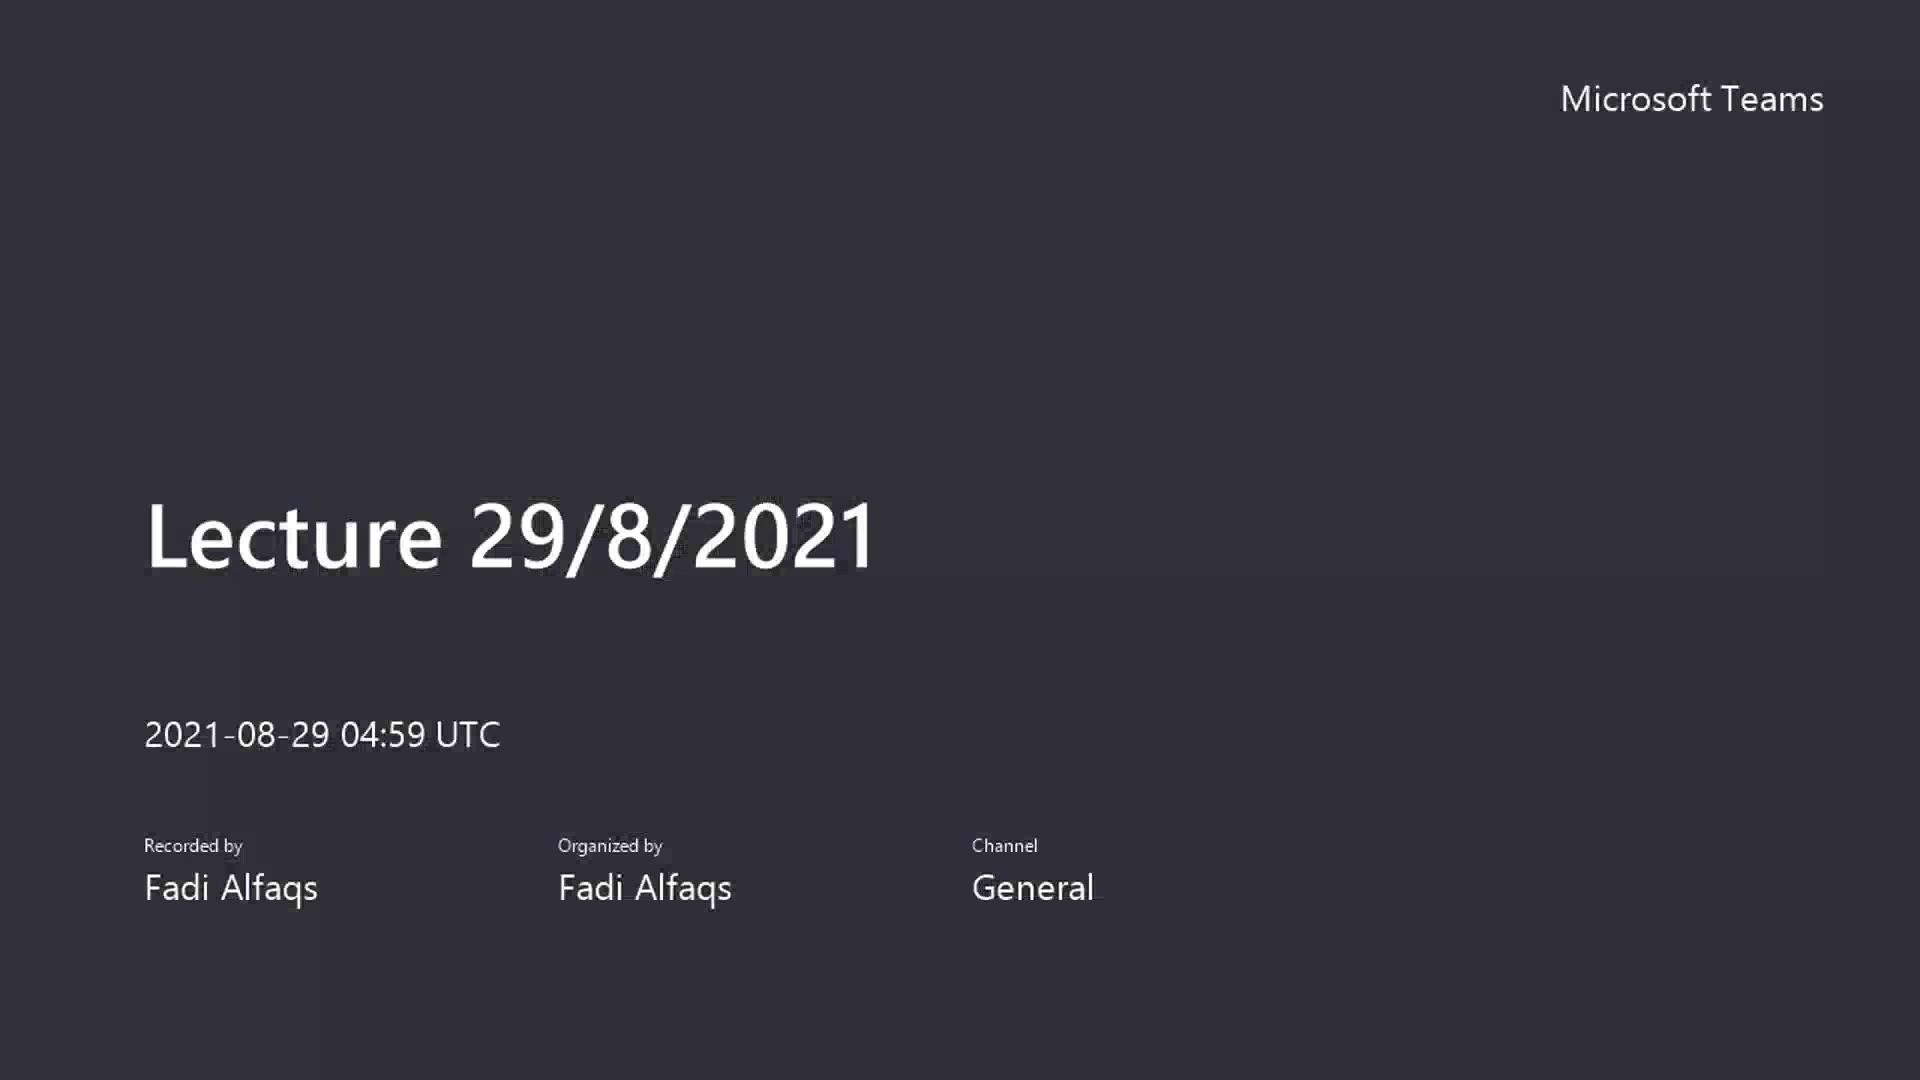 Microsoft Teams
Lecture 29/8/2021
2021-08-29 04:59 UTC
Recorded by
Fadi Alfaqs
Organized by
Fadi Alfaqs
Channel
General